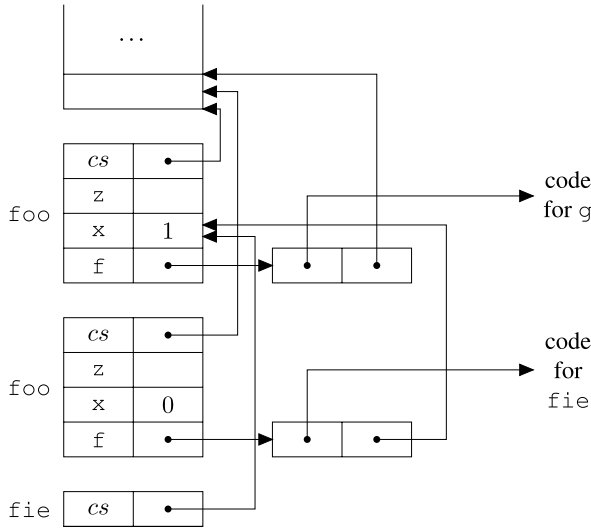 ...
cs
z
foo
x 1
f
code
for g
cs
z
foo
x 0
f
code
for
fie
fie cs